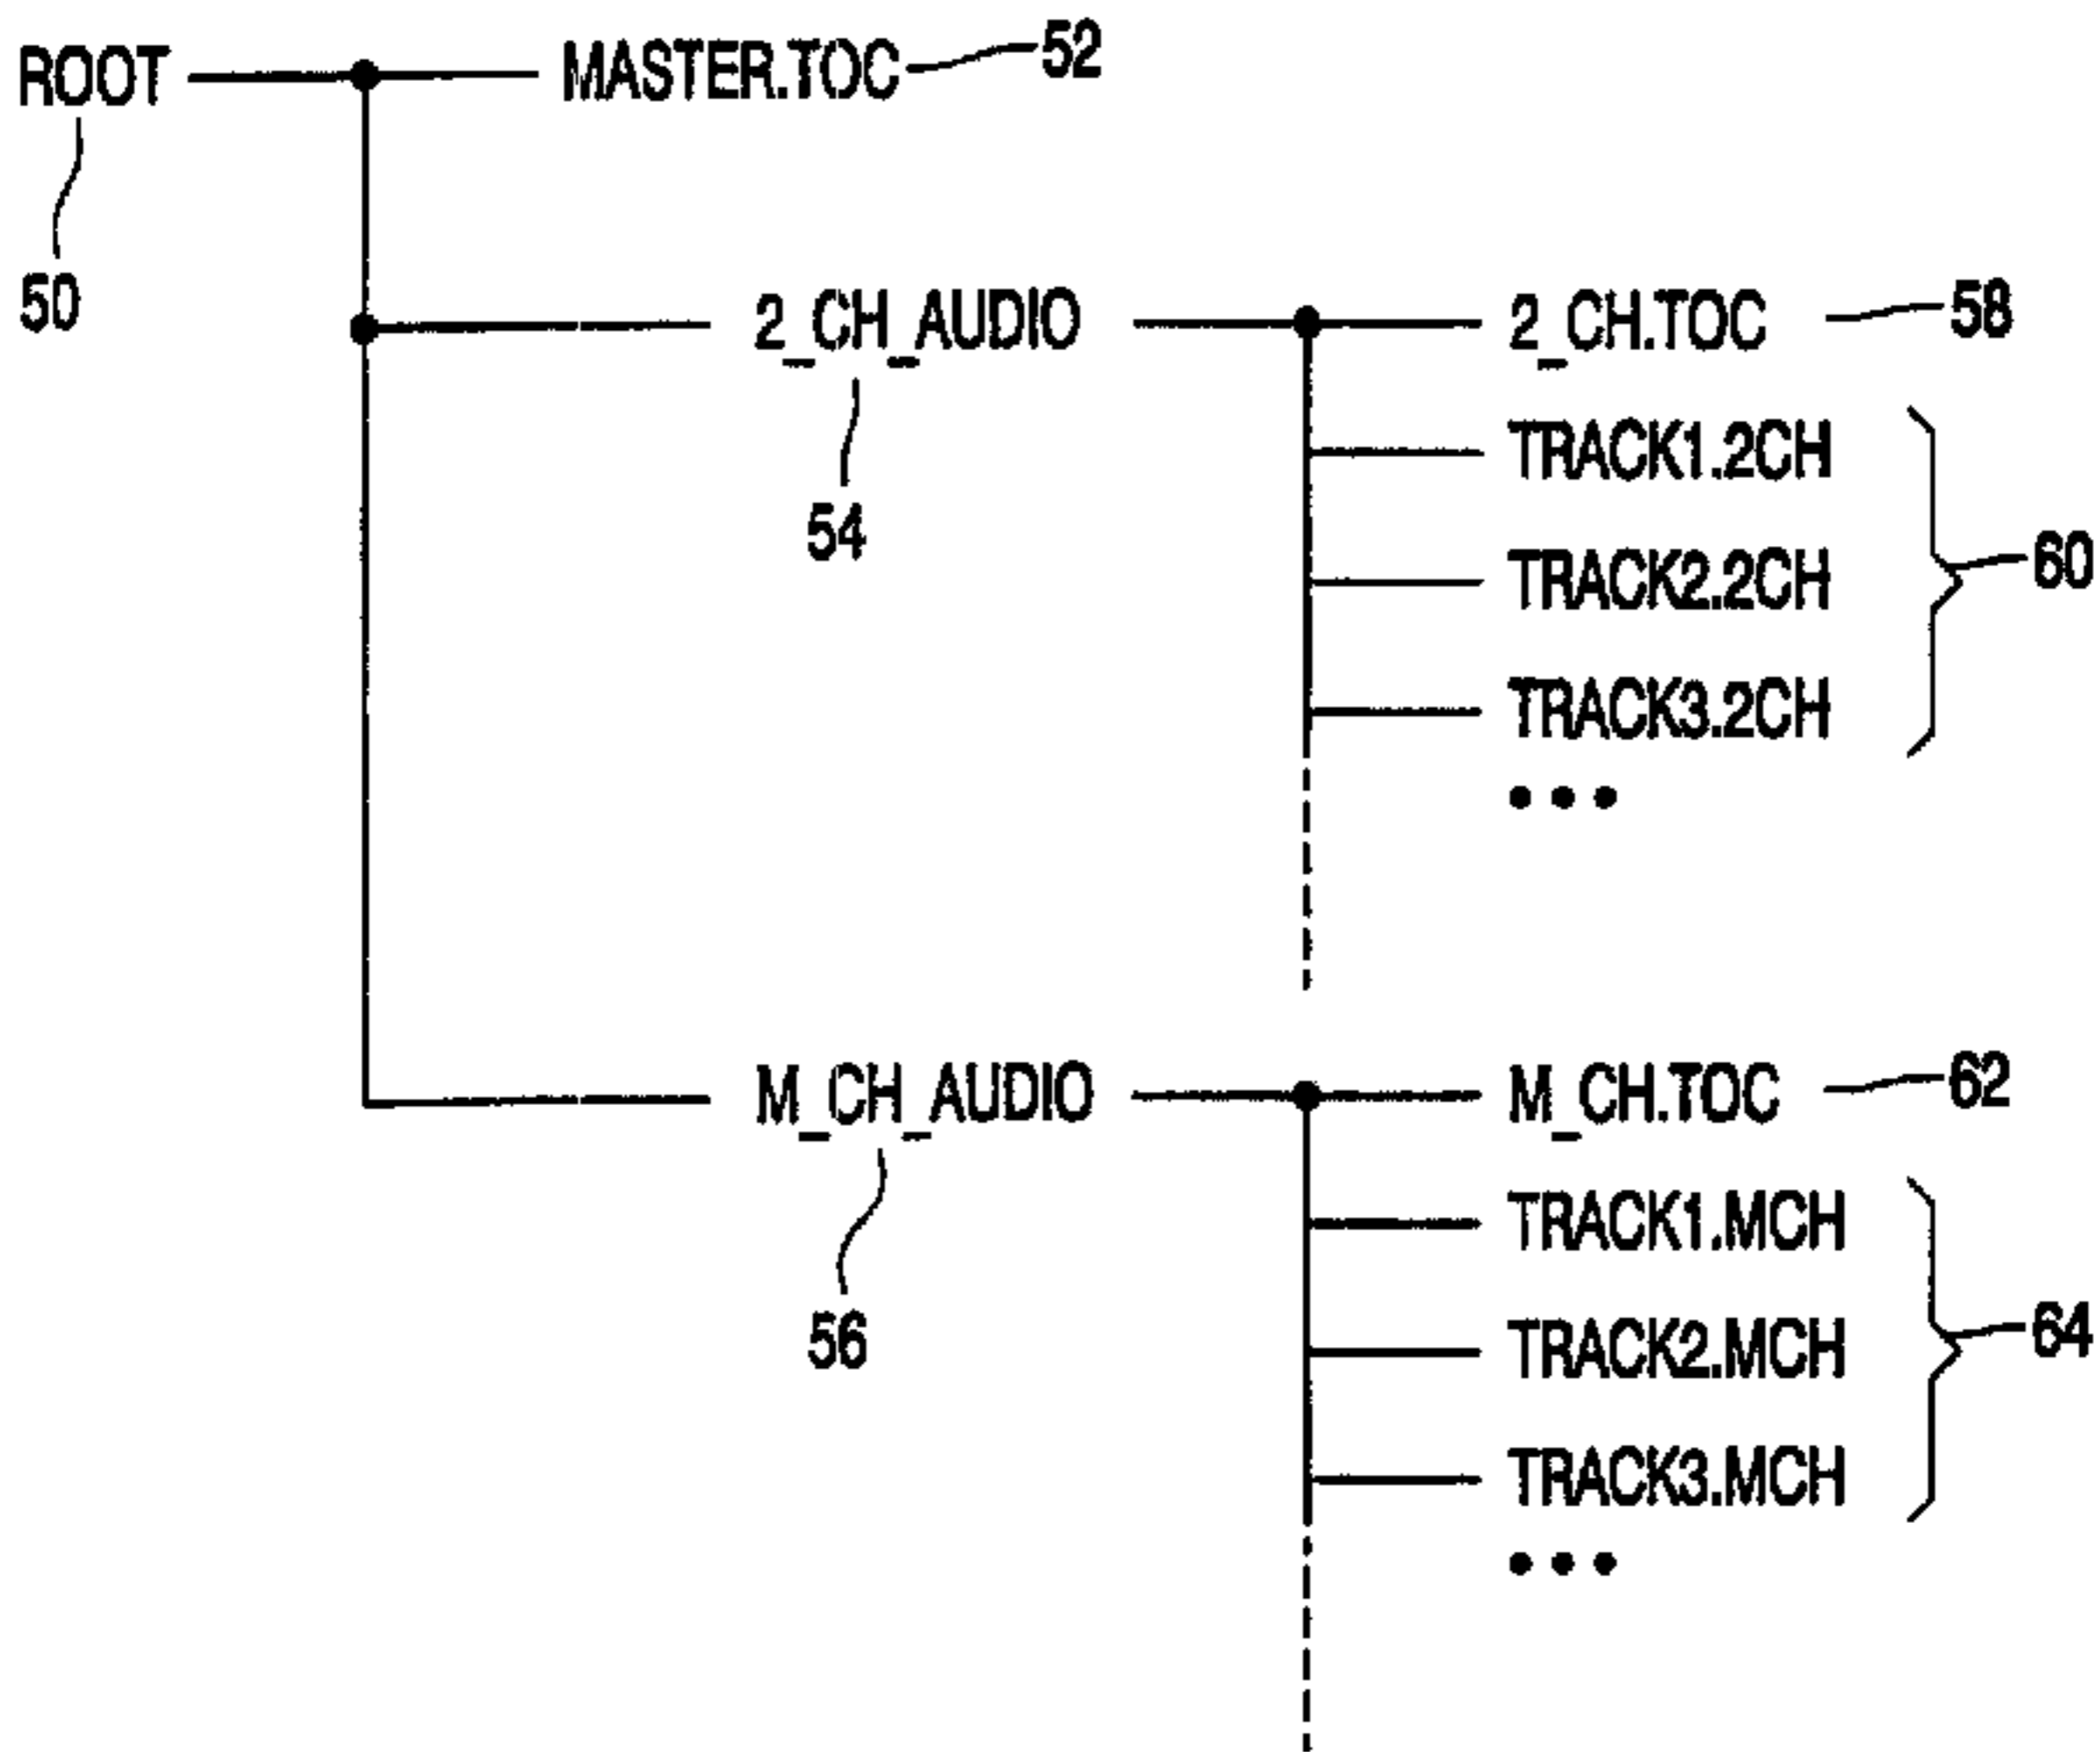 ROOT MASTER.TOC 52
50
2_CH_AUDIO 2_CH.TOC 58
54
TRACK1.2CH
TRACK2.2CH
60
TRACK3.2CH
•••
M_CH_AUDIO M_CH.TOC 62
56
TRACK1.MCH
TRACK2.MCH
64
TRACK3.MCH
•••